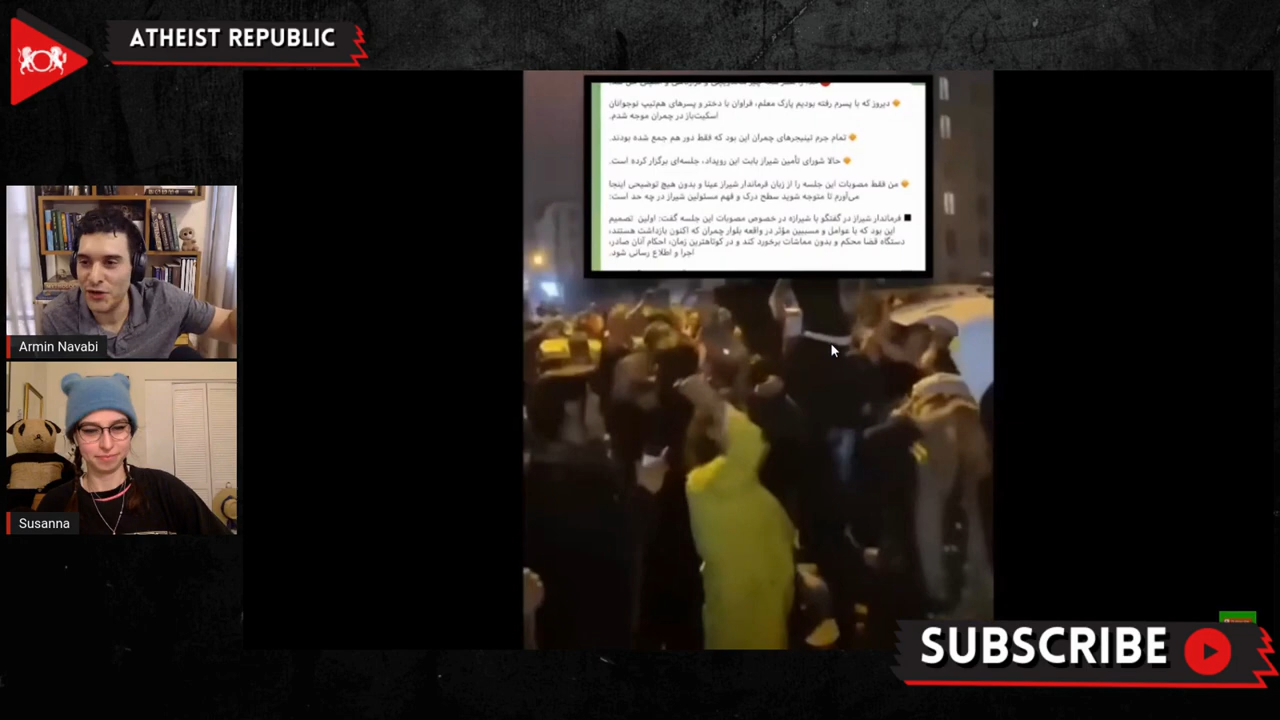 ATHEIST REPUBLIC
دیروز که با پسرم رفته بودیم پارک معلم، فراوان با دختر و پسرهای هم‌تیپ نوجوانان
اسکیت‌باز در چمران موجه شدم.
تمام جرم تینیجرهای چمران این بود که فقط دور هم جمع شده بودند.
حالا شورای تأمین شیراز بابت این رویداد، جلسه‌ای برگزار کرده است.
من فقط مصوبات این جلسه را از زبان فرماندار شیراز عینا و بدون هیچ توضیحی اینجا
می‌آورم تا متوجه شوید سطح درک و فهم مسئولین شیراز در چه حد است:
فرماندار شیراز در گفتگو با شیرازه در خصوص مصوبات این جلسه گفت: اولین تصمیم
این بود که با عوامل و مسببین مؤثر در واقعه بلوار چمران که اکنون بازداشت هستند،
دستگاه قضا محکم و بدون مماشات برخورد کند و در کوتاهترین زمان، احکام آنان صادر،
اجرا و اطلاع رسانی شود.
Armin Navabi
Susanna
SUBSCRIBE